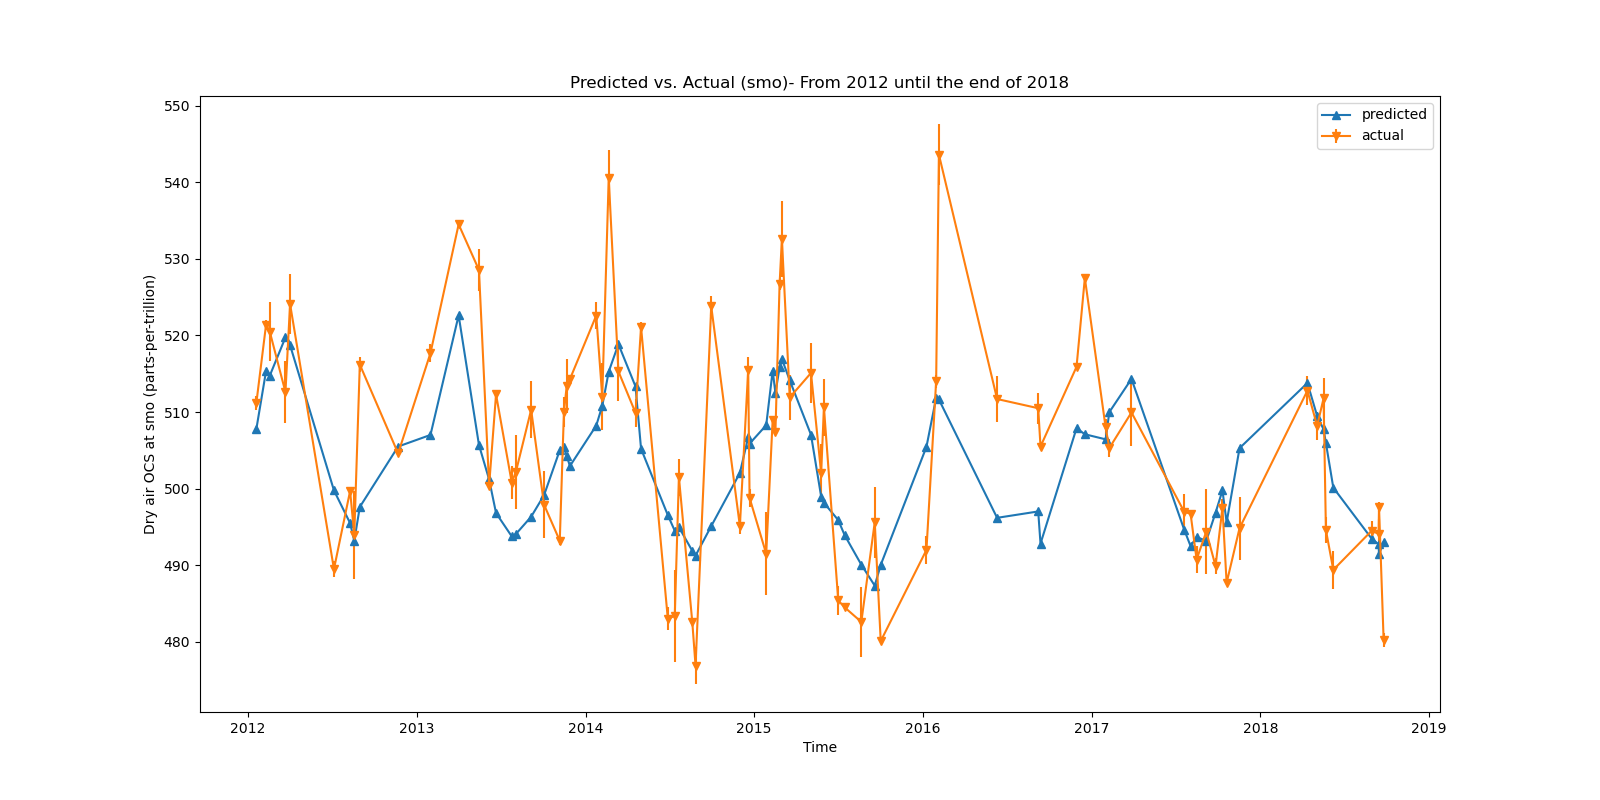 Predicted vs. Actual (smo)- From 2012 until the end of 2018
predicted
actual
550
540
530
520
510
500
490
480
Dry air OCS at smo (parts-per-trillion)
2012 2013 2014 2015 2016 2017 2018 2019
Time